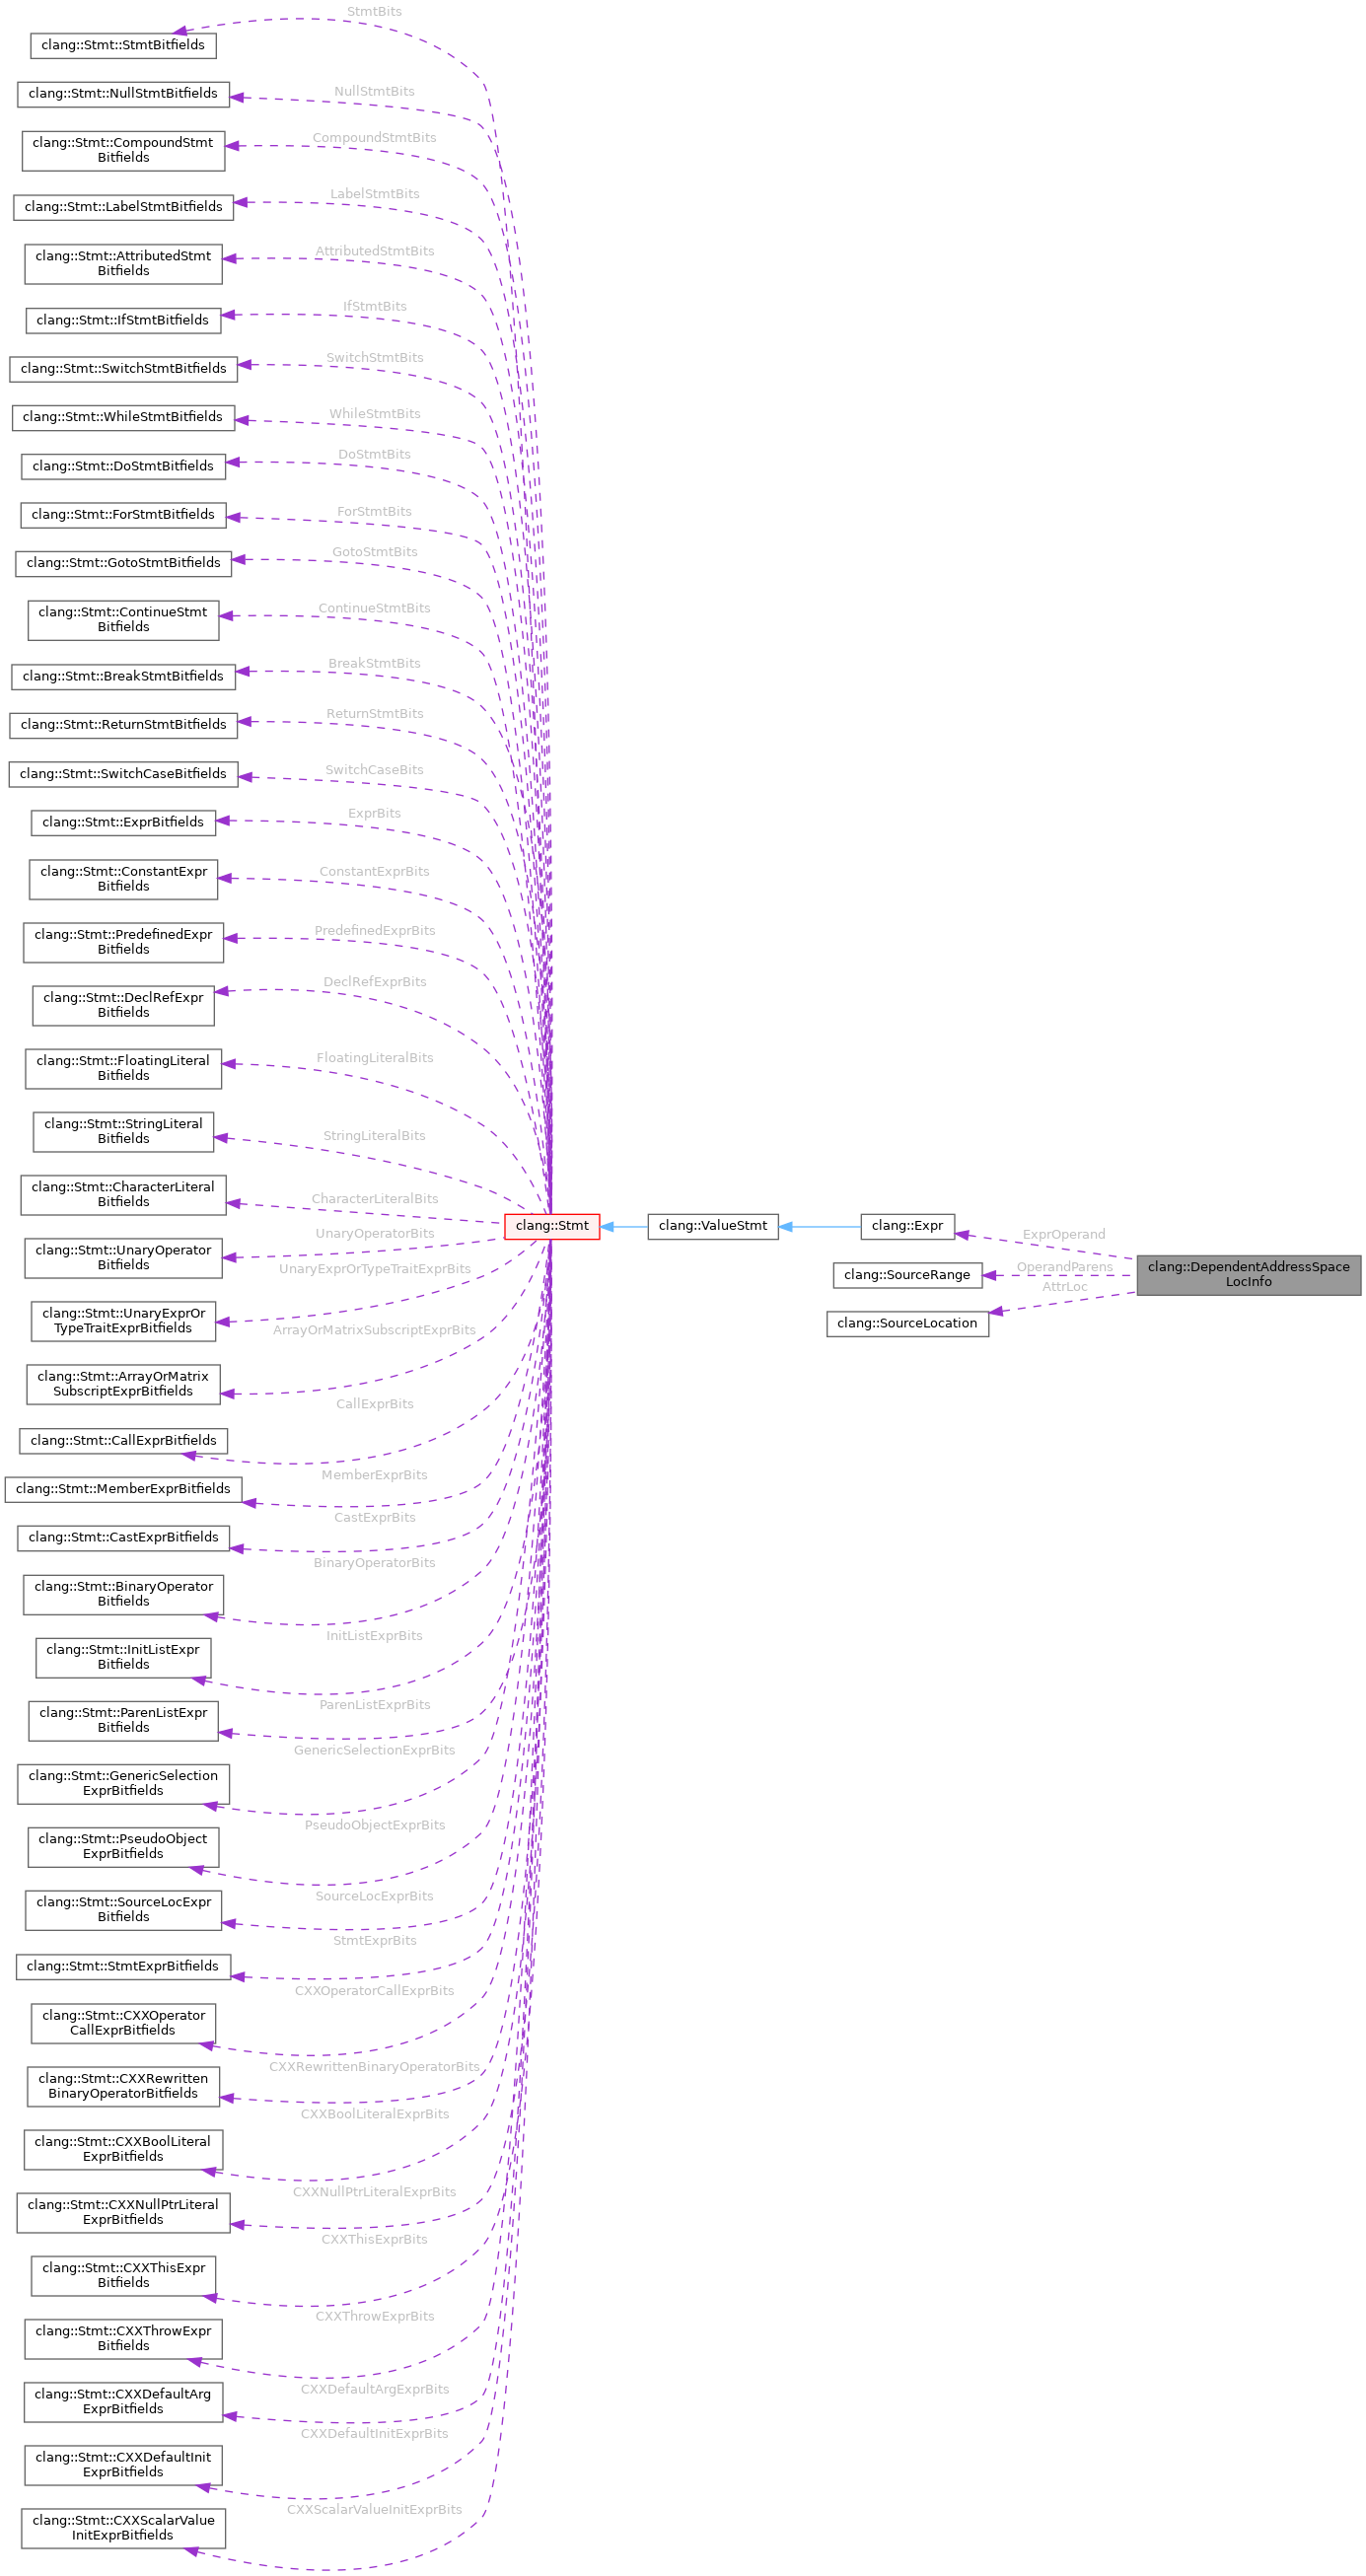 StmtBits
clang::Stmt::StmtBitfields
NullStmtBits
clang::Stmt::NullStmtBitfields
CompoundStmtBits
clang::Stmt::CompoundStmt
Bitfields
LabelStmtBits
clang::Stmt::LabelStmtBitfields
AttributedStmtBits
clang::Stmt::AttributedStmt
Bitfields
IfStmtBits
clang::Stmt::IfStmtBitfields
SwitchStmtBits
clang::Stmt::SwitchStmtBitfields
WhileStmtBits
clang::Stmt::WhileStmtBitfields
DoStmtBits
clang::Stmt::DoStmtBitfields
ForStmtBits
clang::Stmt::ForStmtBitfields
GotoStmtBits
clang::Stmt::GotoStmtBitfields
ContinueStmtBits
clang::Stmt::ContinueStmt
Bitfields
BreakStmtBits
clang::Stmt::BreakStmtBitfields
ReturnStmtBits
clang::Stmt::ReturnStmtBitfields
SwitchCaseBits
clang::Stmt::SwitchCaseBitfields
ExprBits
clang::Stmt::ExprBitfields
ConstantExprBits
clang::Stmt::ConstantExpr
Bitfields
PredefinedExprBits
clang::Stmt::PredefinedExpr
Bitfields
DeclRefExprBits
clang::Stmt::DeclRefExpr
Bitfields
FloatingLiteralBits
clang::Stmt::FloatingLiteral
Bitfields
StringLiteralBits
clang::Stmt::StringLiteral
Bitfields
CharacterLiteralBits
clang::Stmt::CharacterLiteral
Bitfields
clang::Stmt
clang::ValueStmt
clang::Expr
ExprOperand
OperandParens
AttrLoc
clang::SourceRange
clang::SourceLocation
clang::DependentAddressSpace
LocInfo
UnaryOperatorBits
clang::Stmt::UnaryOperator
Bitfields
UnaryExprOrTypeTraitExprBits
clang::Stmt::UnaryExprOr
TypeTraitExprBitfields
ArrayOrMatrixSubscriptExprBits
clang::Stmt::ArrayOrMatrix
SubscriptExprBitfields
CallExprBits
clang::Stmt::CallExprBitfields
MemberExprBits
clang::Stmt::MemberExprBitfields
CastExprBits
clang::Stmt::CastExprBitfields
BinaryOperatorBits
clang::Stmt::BinaryOperator
Bitfields
InitListExprBits
clang::Stmt::InitListExpr
Bitfields
ParenListExprBits
clang::Stmt::ParenListExpr
Bitfields
GenericSelectionExprBits
clang::Stmt::GenericSelection
ExprBitfields
PseudoObjectExprBits
clang::Stmt::PseudoObject
ExprBitfields
SourceLocExprBits
clang::Stmt::SourceLocExpr
Bitfields
StmtExprBits
clang::Stmt::StmtExprBitfields
CXXOperatorCallExprBits
clang::Stmt::CXXOperator
CallExprBitfields
CXXRewrittenBinaryOperatorBits
clang::Stmt::CXXRewritten
BinaryOperatorBitfields
CXXBoolLiteralExprBits
clang::Stmt::CXXBoolLiteral
ExprBitfields
CXXNullPtrLiteralExprBits
clang::Stmt::CXXNullPtrLiteral
ExprBitfields
CXXThisExprBits
clang::Stmt::CXXThisExpr
Bitfields
CXXThrowExprBits
clang::Stmt::CXXThrowExpr
Bitfields
CXXDefaultArgExprBits
clang::Stmt::CXXDefaultArg
ExprBitfields
CXXDefaultInitExprBits
clang::Stmt::CXXDefaultInit
ExprBitfields
CXXScalarValueInitExprBits
clang::Stmt::CXXScalarValue
InitExprBitfields